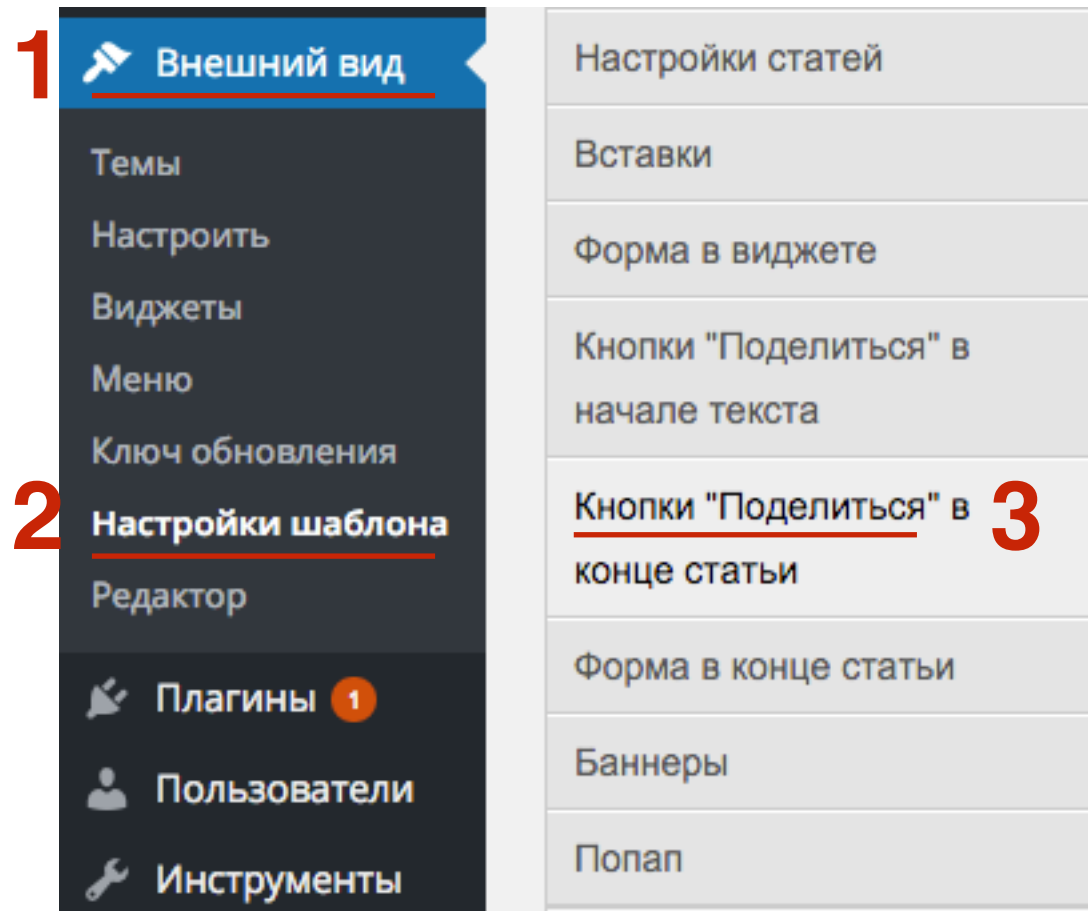 1
Внешний вид
Темы
Настроить
Виджеты
Меню
Ключ обновления
2
Настройки шаблона
Редактор
Плагины 1
Пользователи
Инструменты
Настройки статей
Вставки
Форма в виджете
Кнопки "Поделиться" в
начале текста
Кнопки "Поделиться" в
3
конце статьи
Форма в конце статьи
Баннеры
Попап